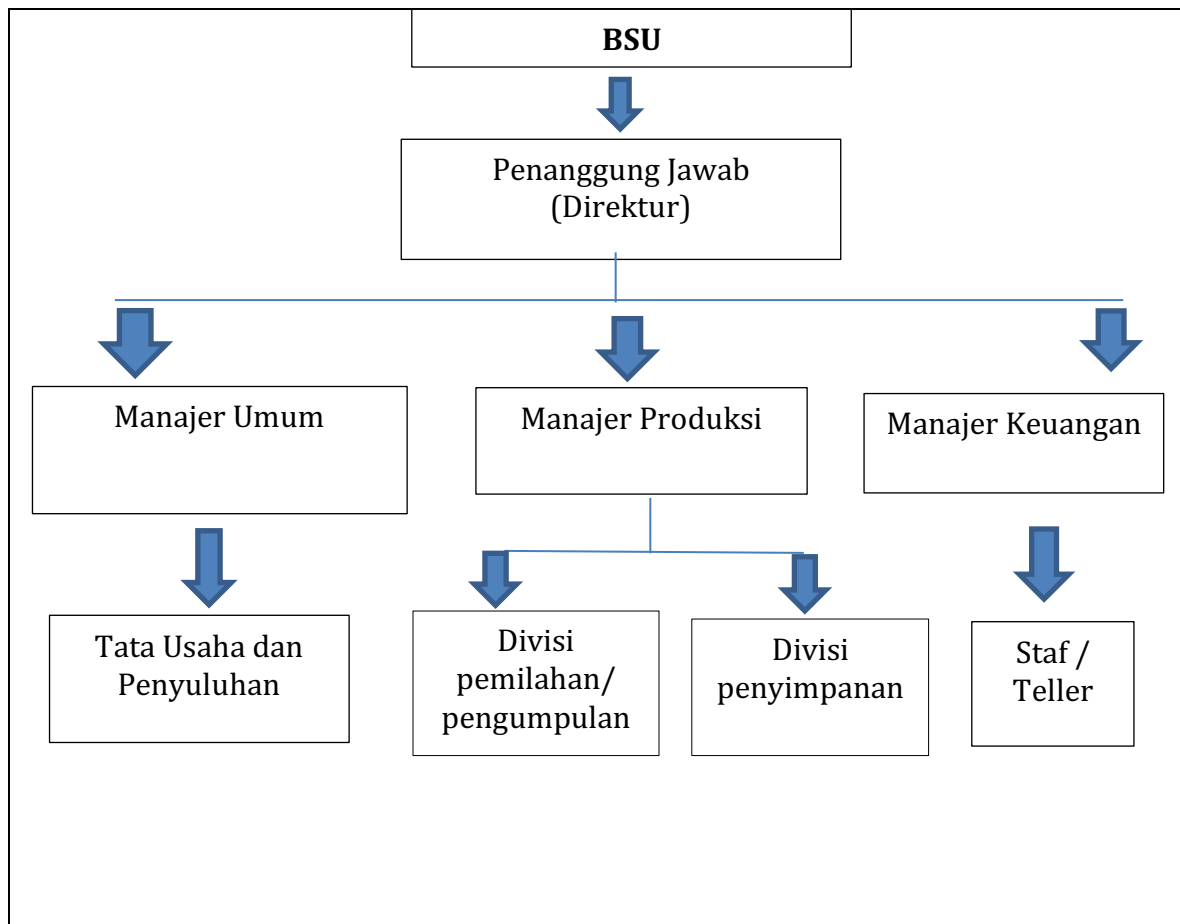 BSU
Penanggung Jawab
(Direktur)
Manajer Umum
Manajer Produksi
Manajer Keuangan
Tata Usaha dan
Penyuluhan
Divisi
pemilahan/
pengumpulan
Divisi
penyimpanan
Staf /
Teller